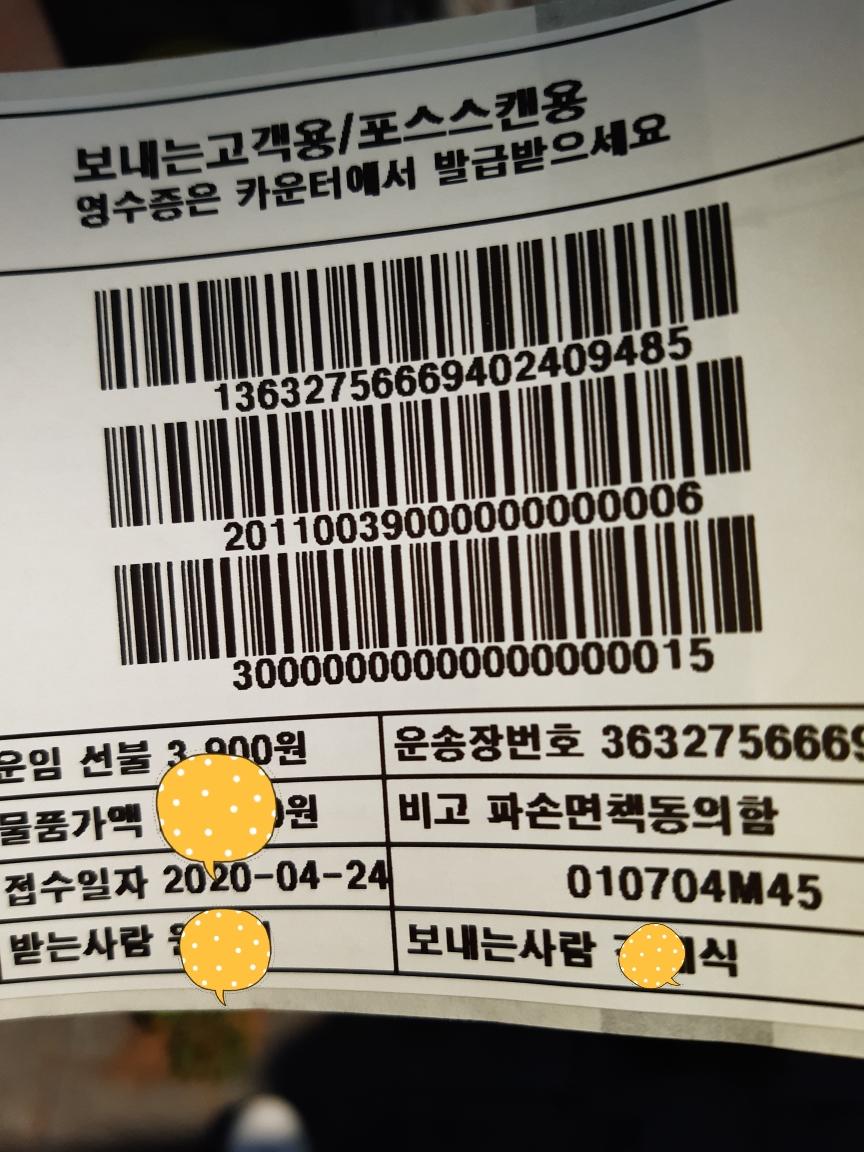 보내는고객용/포스스캔용
영수증은 카운터에서 발급받으세요
13632756669402409485
20110039000000000006
30000000000000000015
운임 선불 3,900원 운송장번호 36327566669
물품가액 비고 파손면책동의함
접수일자 2020-04-24 010704M45
받는사람 보내는사람